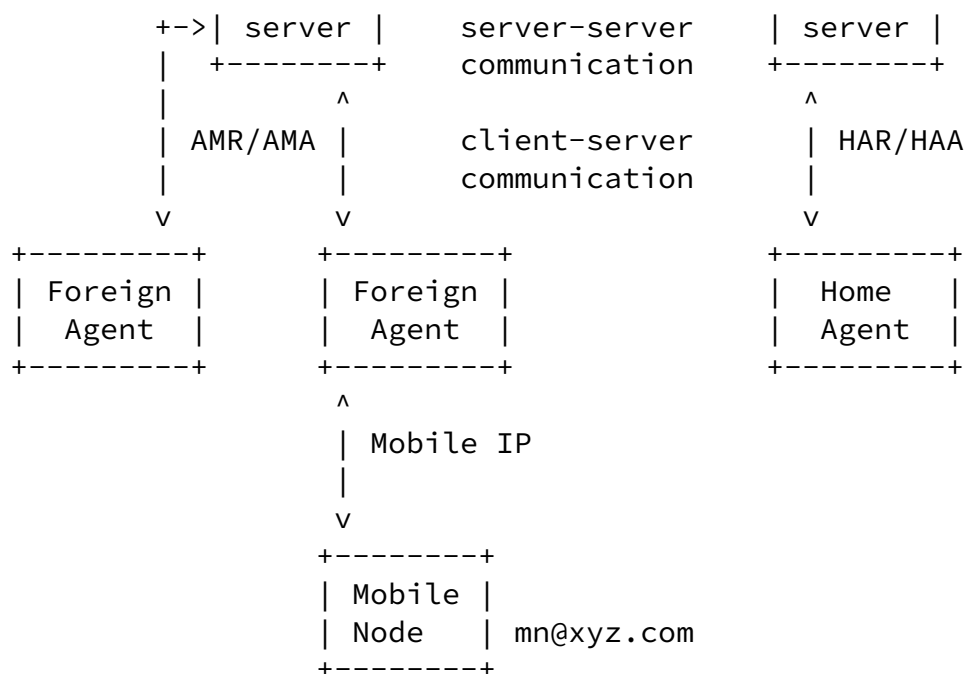 +->| server |     server-server     | server |
|  +--------+    communication    +--------+
|        ^                            ^
| AMR/AMA |      client-server        | HAR/HAA
|         |      communication        |
v         v                           v
+---------+      +---------+             +---------+
| Foreign |      | Foreign |             |  Home   |
|  Agent  |      |  Agent  |             |  Agent  |
+---------+      +---------+             +---------+
^
| Mobile IP
|
v
+--------+
| Mobile |
| Node   | mn@xyz.com
+--------+